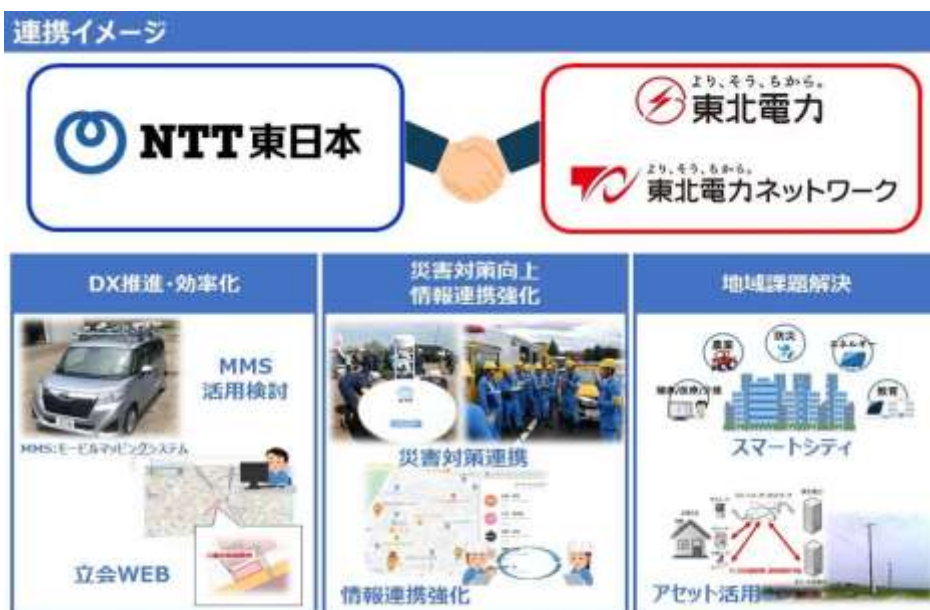 連携イメージ
NTT東日本
より、そう、ちから。
東北電力
より、そう、ちから。
東北電力ネットワーク
DX推進・効率化
MMS
活用検討
MMS:モービルマッピングシステム
立会WEB
災害対策向上
情報連携強化
災害対策連携
情報連携強化
地域課題解決
防災
農業
エネルギー
健康/医療/介護
教育
スマートシティ
アセット活用